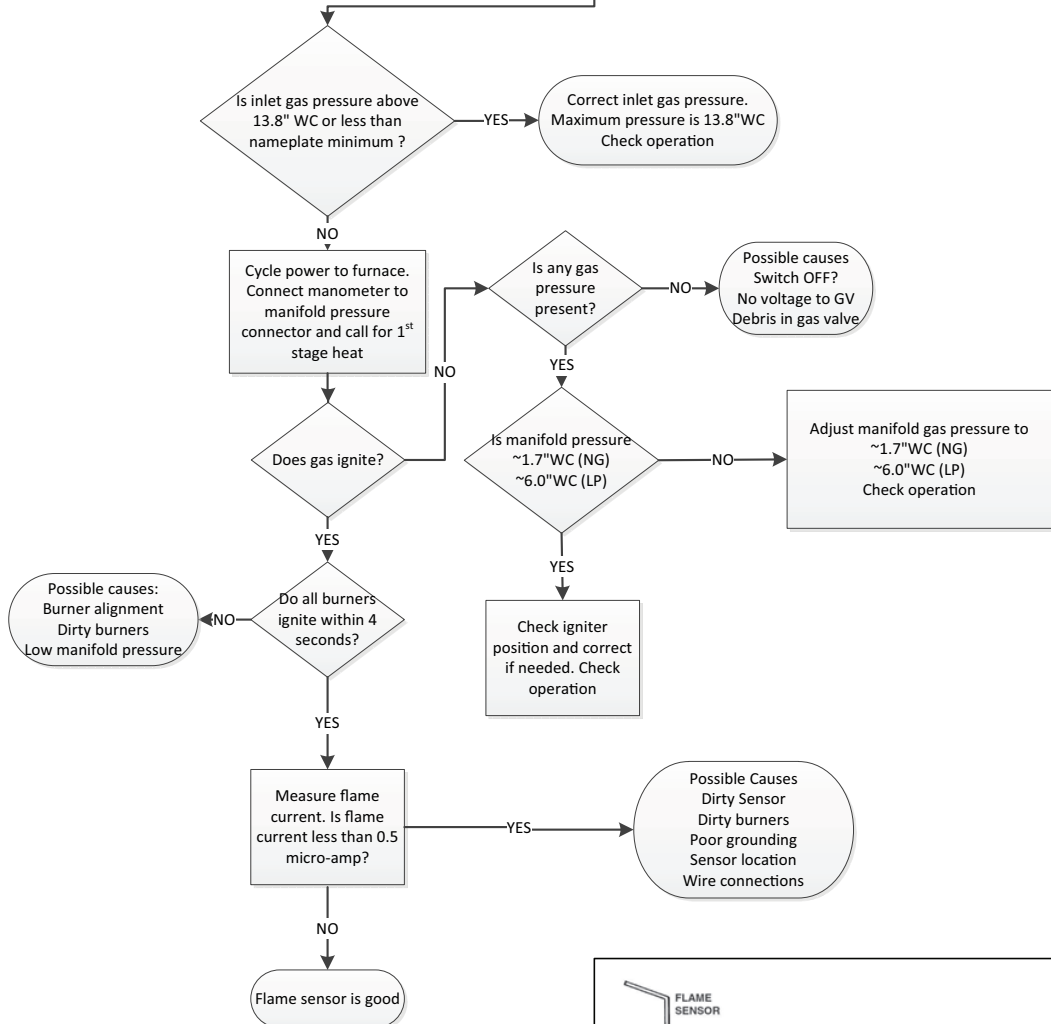 Is inlet gas pressure above
13.8" WC or less than
nameplate minimum ?
YES
Correct inlet gas pressure.
Maximum pressure is 13.8"WC
Check operation
NO
Cycle power to furnace.
Connect manometer to
manifold pressure
connector and call for 1st
stage heat
NO
Is any gas
pressure
present?
NO
Possible causes
Switch OFF?
No voltage to GV
Debris in gas valve
YES
Does gas ignite?
Is manifold pressure
~1.7"WC (NG)
~6.0"WC (LP)
NO
Adjust manifold gas pressure to
~1.7"WC (NG)
~6.0"WC (LP)
Check operation
YES
YES
Possible causes:
Burner alignment
Dirty burners
Low manifold pressure
NO
Do all burners
ignite within 4
seconds?
Check igniter
position and correct
if needed. Check
operation
YES
Measure flame
current. Is flame
current less than 0.5
micro-amp?
YES
Possible Causes
Dirty Sensor
Dirty burners
Poor grounding
Sensor location
Wire connections
NO
Flame sensor is good
FLAME
SENSOR